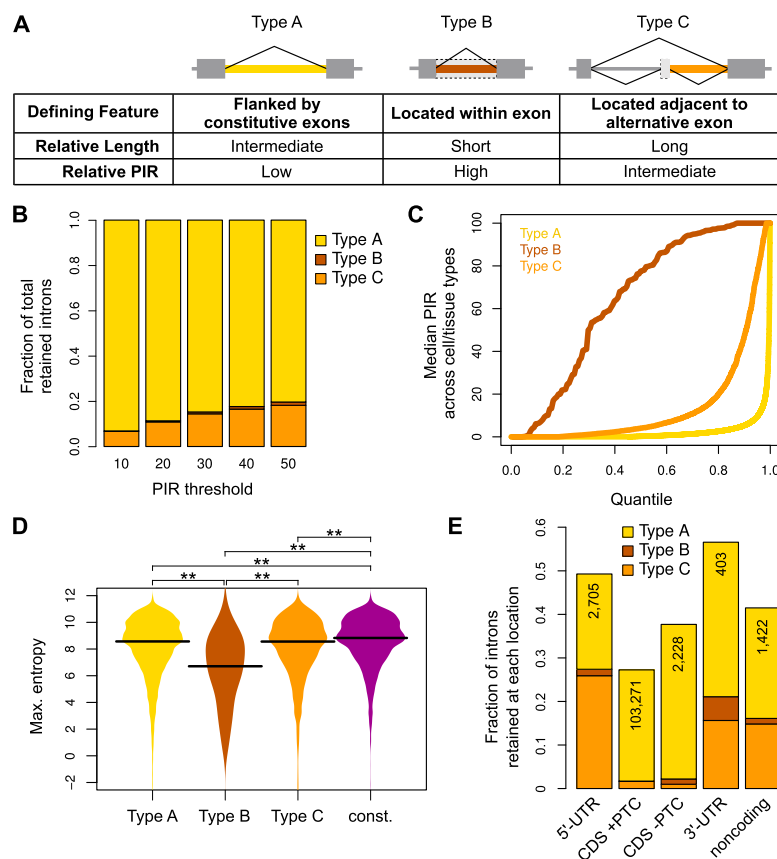 A
Type A
Type B
Type C
Defining Feature
Flanked by constitutive exons
Located within exon
Located adjacent to alternative exon
Relative Length
Intermediate
Short
Long
Relative PIR
Low
High
Intermediate
B
Fraction of total
retained introns
1.0
0.8
0.6
0.4
0.2
0.0
10 20 30 40 50
PIR threshold
Type A
Type B
Type C
C
Median PIR
across cell/tissue types
100
80
60
40
20
0
Type A
Type B
Type C
0.0 0.2 0.4 0.6 0.8 1.0
Quantile
D
**
**
**
** **
Max. entropy
12
10
8
6
4
2
0
−2
Type A Type B Type C const.
E
Fraction of introns
retained at each location
0.6
0.5
0.4
0.3
0.2
0.1
0
Type A
Type B
Type C
2,705
103,271
2,228
403
1,422
5'-UTR
CDS +PTC
CDS -PTC
3'-UTR
noncoding